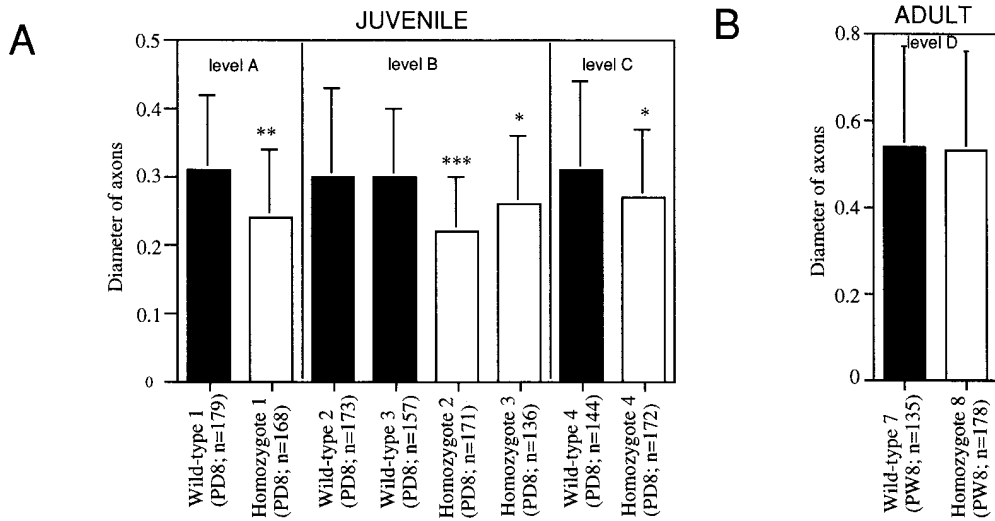 A
JUVENILE
level A
level B
level C
Diameter of axons
0.5
0.4
0.3
0.2
0.1
0
**
***
*
*
Wild-type 1
(PD8; n=179)
Homozygote 1
(PD8; n=168)
Wild-type 2
(PD8; n=173)
Wild-type 3
(PD8; n=157)
Homozygote 2
(PD8; n=171)
Homozygote 3
(PD8; n=136)
Wild-type 4
(PD8; n=144)
Homozygote 4
(PD8; n=172)
B
ADULT
level D
Diameter of axons
0.8
0.6
0.4
0.2
0
Wild-type 7
(PW8; n=135)
Homozygote 8
(PW8; n=178)